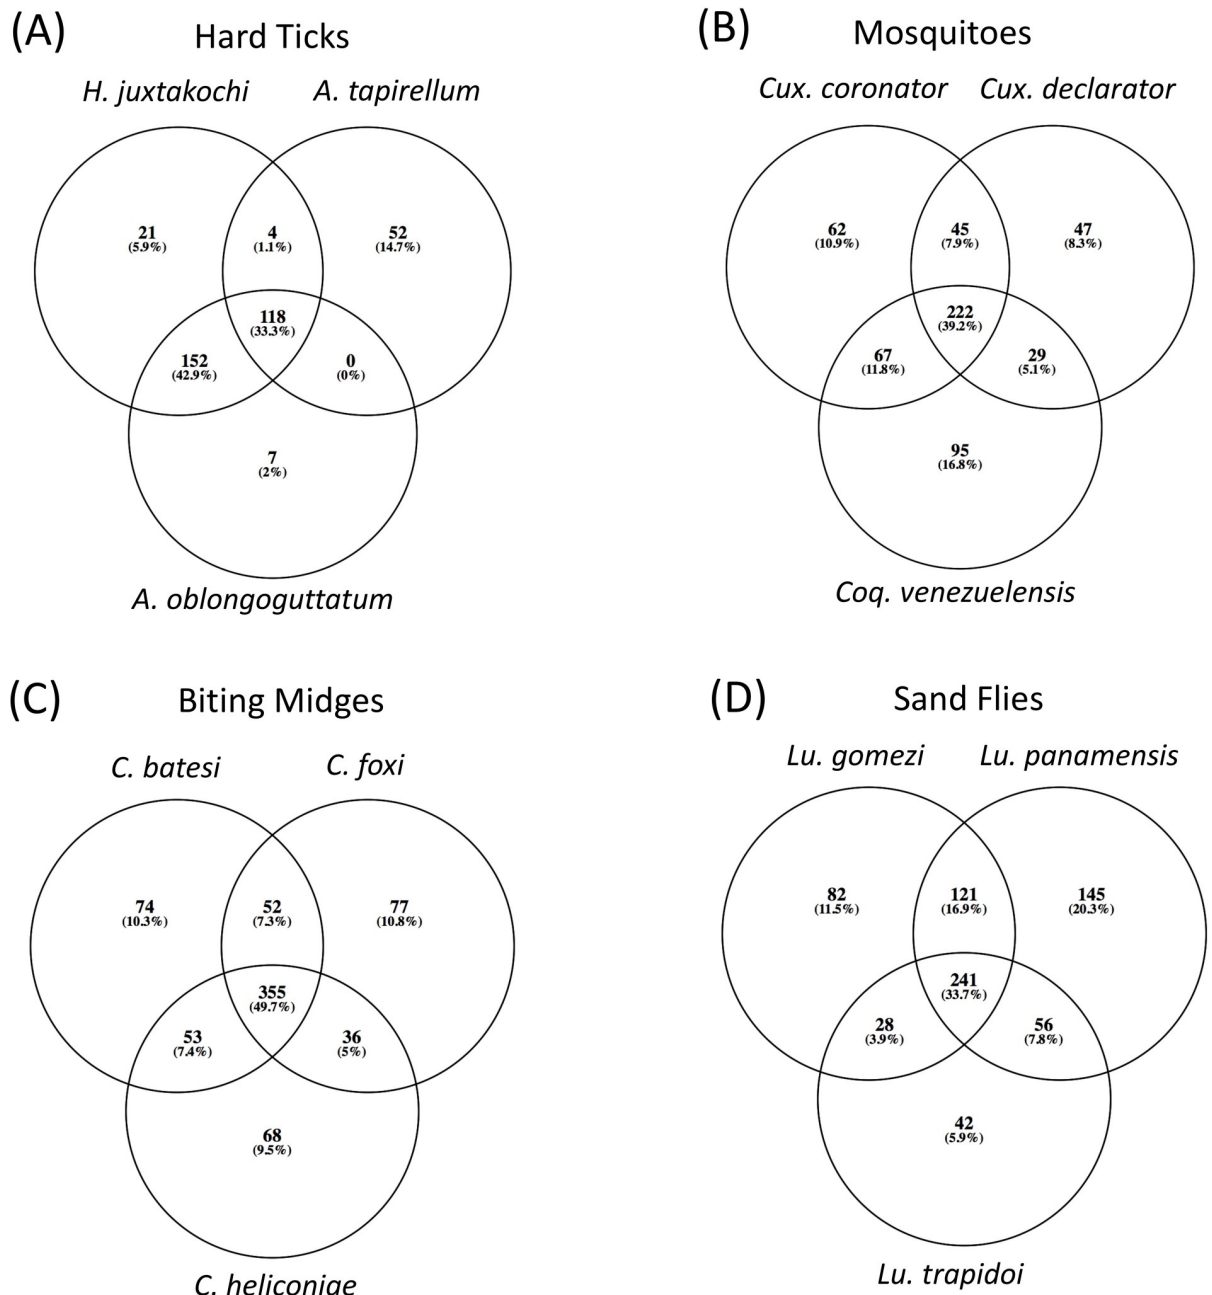 (A)
Hard Ticks
H. juxtakochi
A. tapirellum
21
(5.9%)
4
(1.1%)
52
(14.7%)
118
(33.3%)
152
(42.9%)
0
(0%)
7
(2%)
A. oblongoguttatum
(B)
Mosquitoes
Cux. coronator
Cux. declarator
62
(10.9%)
45
(7.9%)
47
(8.3%)
222
(39.2%)
67
(11.8%)
29
(5.1%)
95
(16.8%)
Coq. venezuelensis
(C)
Biting Midges
C. batesi
C. foxi
74
(10.3%)
52
(7.3%)
77
(10.8%)
355
(49.7%)
53
(7.4%)
36
(5%)
68
(9.5%)
C. heliconiae
(D)
Sand Flies
Lu. gomezi
Lu. panamensis
82
(11.5%)
121
(16.9%)
145
(20.3%)
241
(33.7%)
28
(3.9%)
56
(7.8%)
42
(5.9%)
Lu. trapidoi